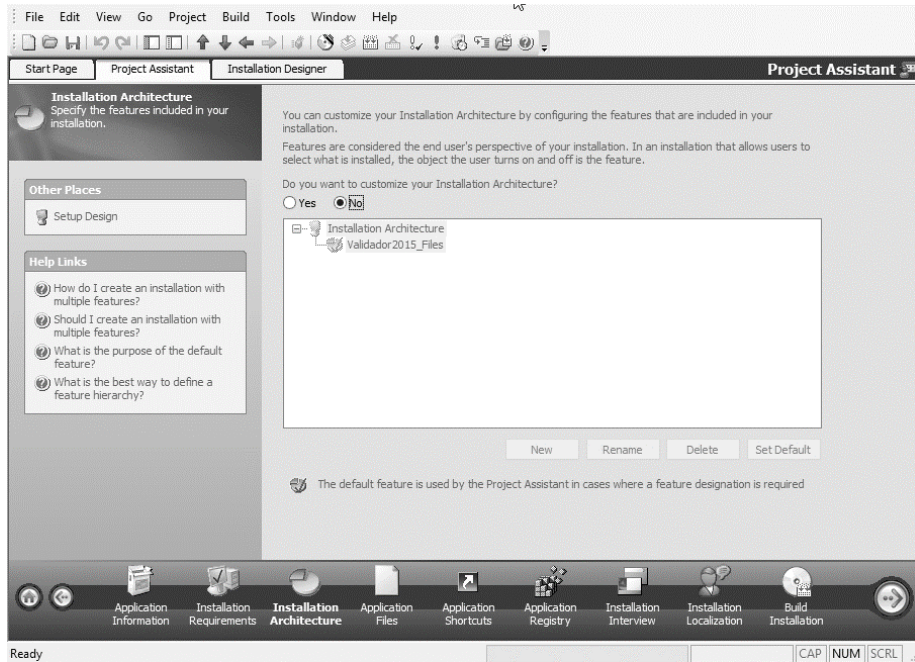 File Edit View Go Project Build Tools Window Help
Start Page Project Assistant Installation Designer
Project Assistant
Installation Architecture
Specify the features included in your
installation.
Other Places
Setup Design
Help Links
How do I create an installation with
multiple features?
Should I create an installation with
multiple features?
What is the purpose of the default
feature?
What is the best way to define a
feature hierarchy?
You can customize your Installation Architecture by configuring the features that are included in your
installation.
Features are considered the end user's perspective of your installation. In an installation that allows users to
select what is installed, the object the user turns on and off is the feature.
Do you want to customize your Installation Architecture?
Yes No
Installation Architecture
Validador2015_Files
New Rename Delete Set Default
The default feature is used by the Project Assistant in cases where a feature designation is required
Application
Information
Installation
Requirements
Installation
Architecture
Application
Files
Application
Shortcuts
Application
Registry
Installation
Interview
Installation
Localization
Build
Installation
Ready
CAP NUM SCRL